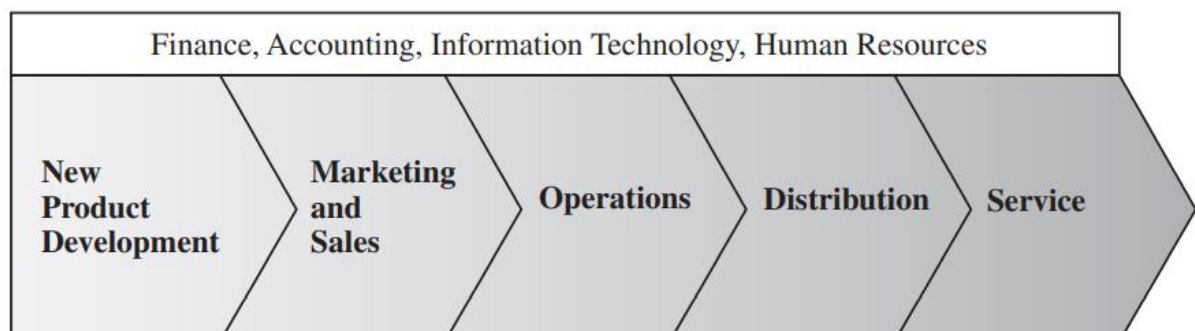 Finance, Accounting, Information Technology, Human Resources
New
Product
Development
Marketing
and
Sales
Operations
Distribution
Service